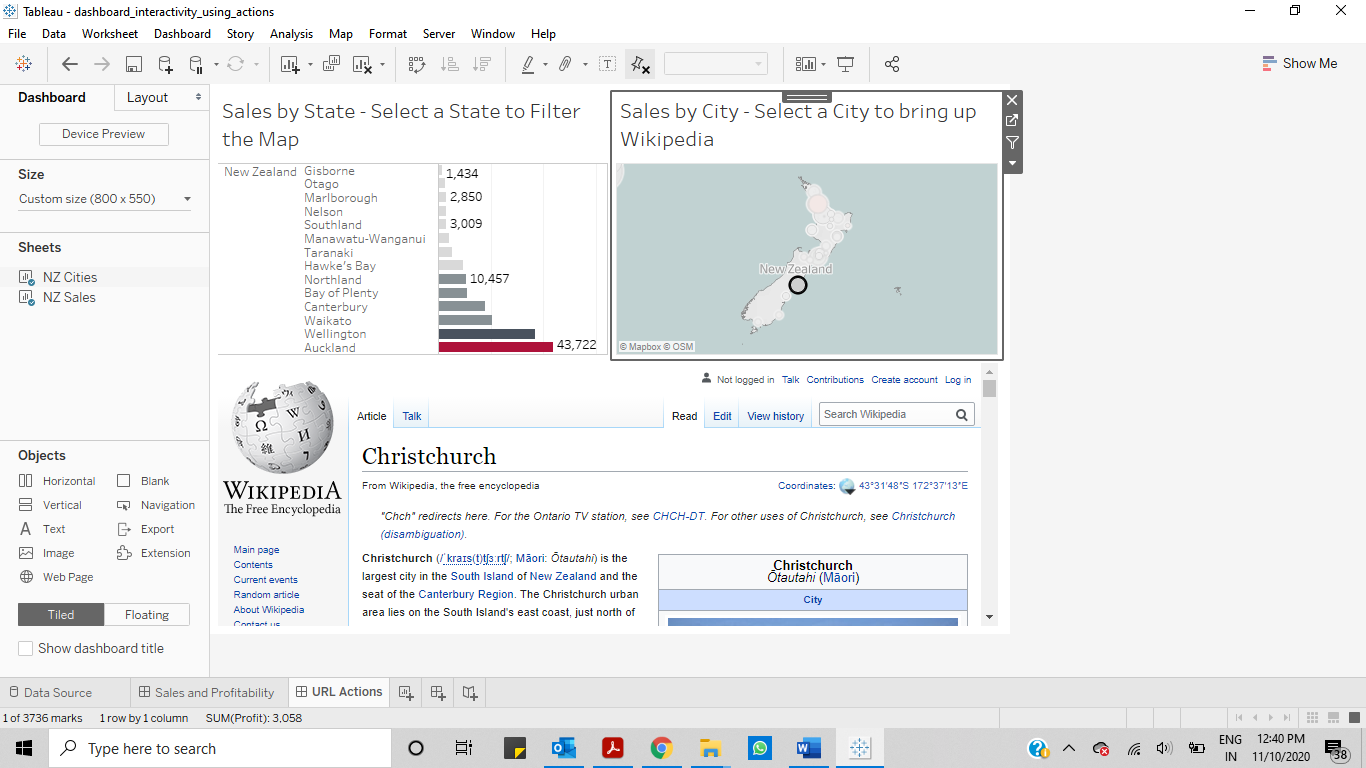 Tableau - dashboard_interactivity_using_actions
File Data Worksheet Dashboard Story Analysis Map Format Server Window Help
Show Me
Dashboard Layout
Device Preview
Size
Custom size (800 x 550)
Sheets
NZ Cities
NZ Sales
Objects
Horizontal Blank
Vertical Navigation
Text Export
Image Extension
Web Page
Tiled Floating
Show dashboard title
Sales by State - Select a State to Filter
the Map
New Zealand Gisborne 1,434
Otago
Marlborough 2,850
Nelson
Southland 3,009
Manawatu-Wanganui
Taranaki
Hawke's Bay
Northland 10,457
Bay of Plenty
Canterbury
Waikato
Wellington
Auckland 43,722
Sales by City - Select a City to bring up
Wikipedia
New Zealand
© Mapbox © OSM
Not logged in Talk Contributions Create account Log in
Article Talk Read Edit View history Search Wikipedia
WIKIPEDIA
The Free Encyclopedia
Main page
Contents
Current events
Random article
About Wikipedia
Contact us
Christchurch
From Wikipedia, the free encyclopedia
Coordinates: 43°31′48″S 172°37′13″E
"Chch" redirects here. For the Ontario TV station, see CHCH-DT. For other uses of Christchurch, see Christchurch
(disambiguation).
Christchurch (/ˈkraɪs(t)tʃɜːrtʃ/; Māori: Ōtautahi) is the
largest city in the South Island of New Zealand and the
seat of the Canterbury Region. The Christchurch urban
area lies on the South Island's east coast, just north of
Christchurch
Ōtautahi (Māori)
City
Data Source Sales and Profitability URL Actions
1 of 3736 marks 1 row by 1 column SUM(Profit): 3,058
Type here to search
ENG
IN
12:40 PM
11/10/2020
38